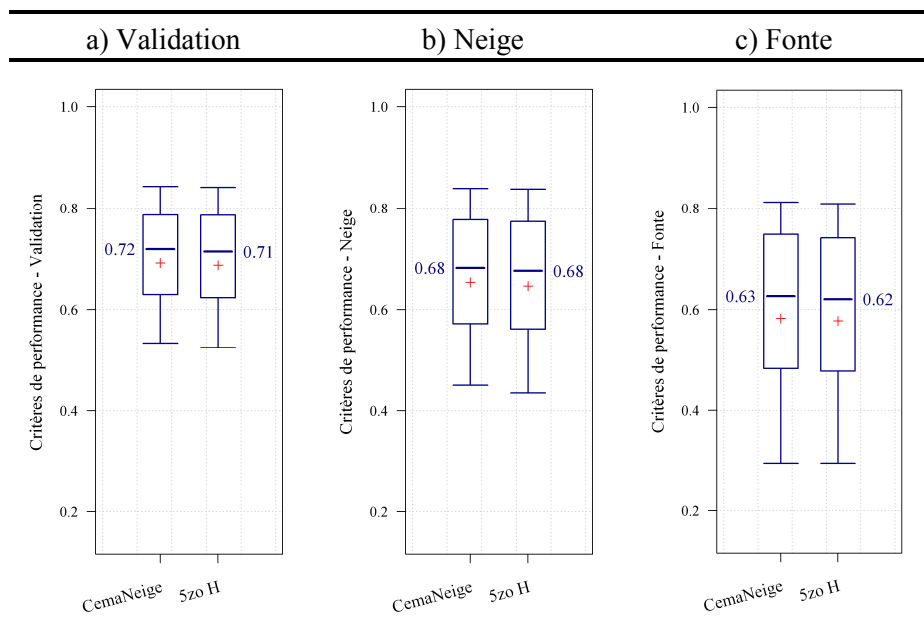 a) Validation
b) Neige
c) Fonte
Critères de performance - Validation
1.0
0.8
0.6
0.4
0.2
0.72
0.71
CemaNeige
5zo H
Critères de performance - Neige
1.0
0.8
0.6
0.4
0.2
0.68
0.68
CemaNeige
5zo H
Critères de performance - Fonte
1.0
0.8
0.6
0.4
0.2
0.63
0.62
CemaNeige
5zo H